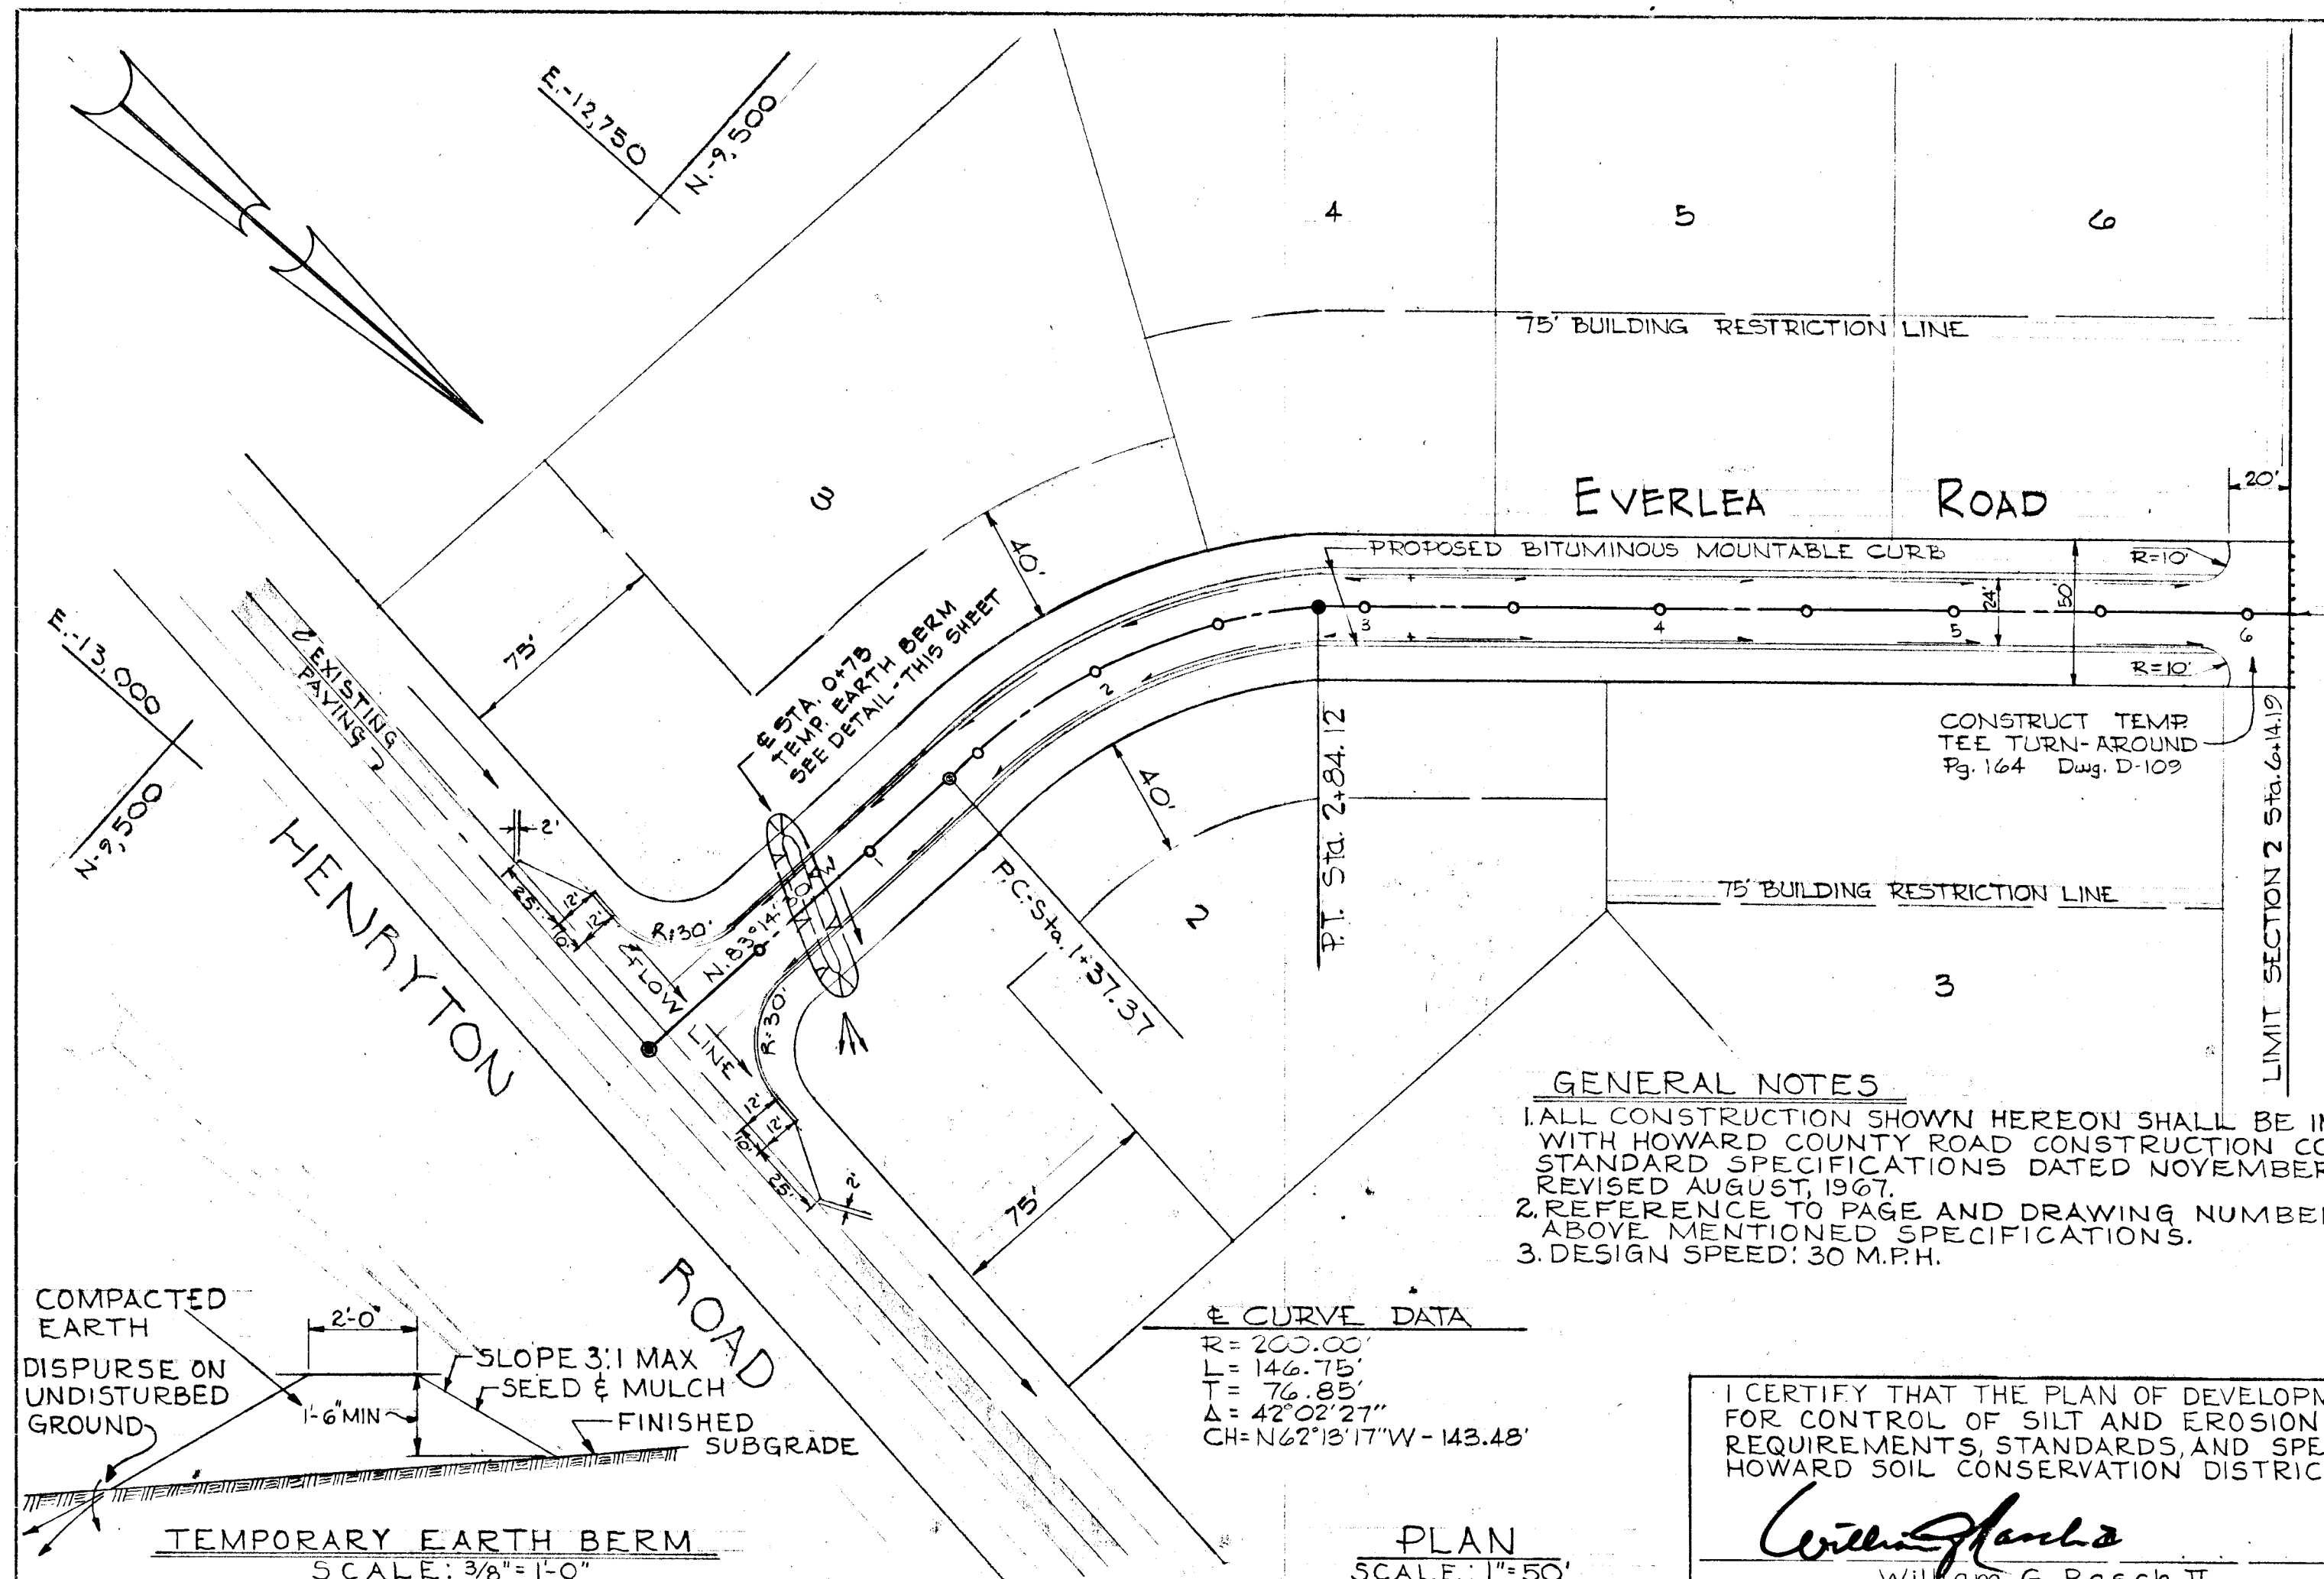 E.-12,750
N.-9,500
4
5
6
75' BUILDING RESTRICTION LINE
3
40'
EVERLEA ROAD
20'
PROPOSED BITUMINOUS MOUNTABLE CURB
R=10'
24'
50'
3
4
5
6
R=10'
E.-13,000
N-9,500
EXISTING
PAVING
75'
℄ STA. 0+75
TEMP. EARTH BERM
SEE DETAIL-THIS SHEET
2
1
2'
25'
12'
12'
10'
R=30'
FLOW
LINE
R=30'
P.C.-Sta. 1+37.37
40'
2
P.T. Sta. 2+84.12
CONSTRUCT TEMP.
TEE TURN-AROUND
Pg. 164 Dwg. D-109
LIMIT SECTION 2 Sta. 6+14.19
75' BUILDING RESTRICTION LINE
3
HENRYTON
ROAD
12'
12'
10'
25'
2'
75'
GENERAL NOTES
1. ALL CONSTRUCTION SHOWN HEREON SHALL BE
WITH HOWARD COUNTY ROAD CONSTRUCTION
STANDARD SPECIFICATIONS DATED NOVEMBER
REVISED AUGUST, 1967.
2. REFERENCE TO PAGE AND DRAWING
ABOVE MENTIONED SPECIFICATIONS.
3. DESIGN SPEED: 30 M.P.H.
℄ CURVE DATA
R = 200.00'
L = 146.75'
T = 76.85'
Δ = 42°02'27"
CH= N62°13'17"W - 143.48'
COMPACTED
EARTH
2'-0"
DISPURSE ON
UNDISTURBED
GROUND
SLOPE 3:1 MAX
SEED & MULCH
1'-6" MIN
FINISHED
SUBGRADE
TEMPORARY EARTH BERM
SCALE: 3/8" = 1'-0"
PLAN
SCALE: 1"=50'
I CERTIFY THAT THE PLAN OF
FOR CONTROL OF SILT AND EROSION
REQUIREMENTS, STANDARDS, AND
HOWARD SOIL CONSERVATION